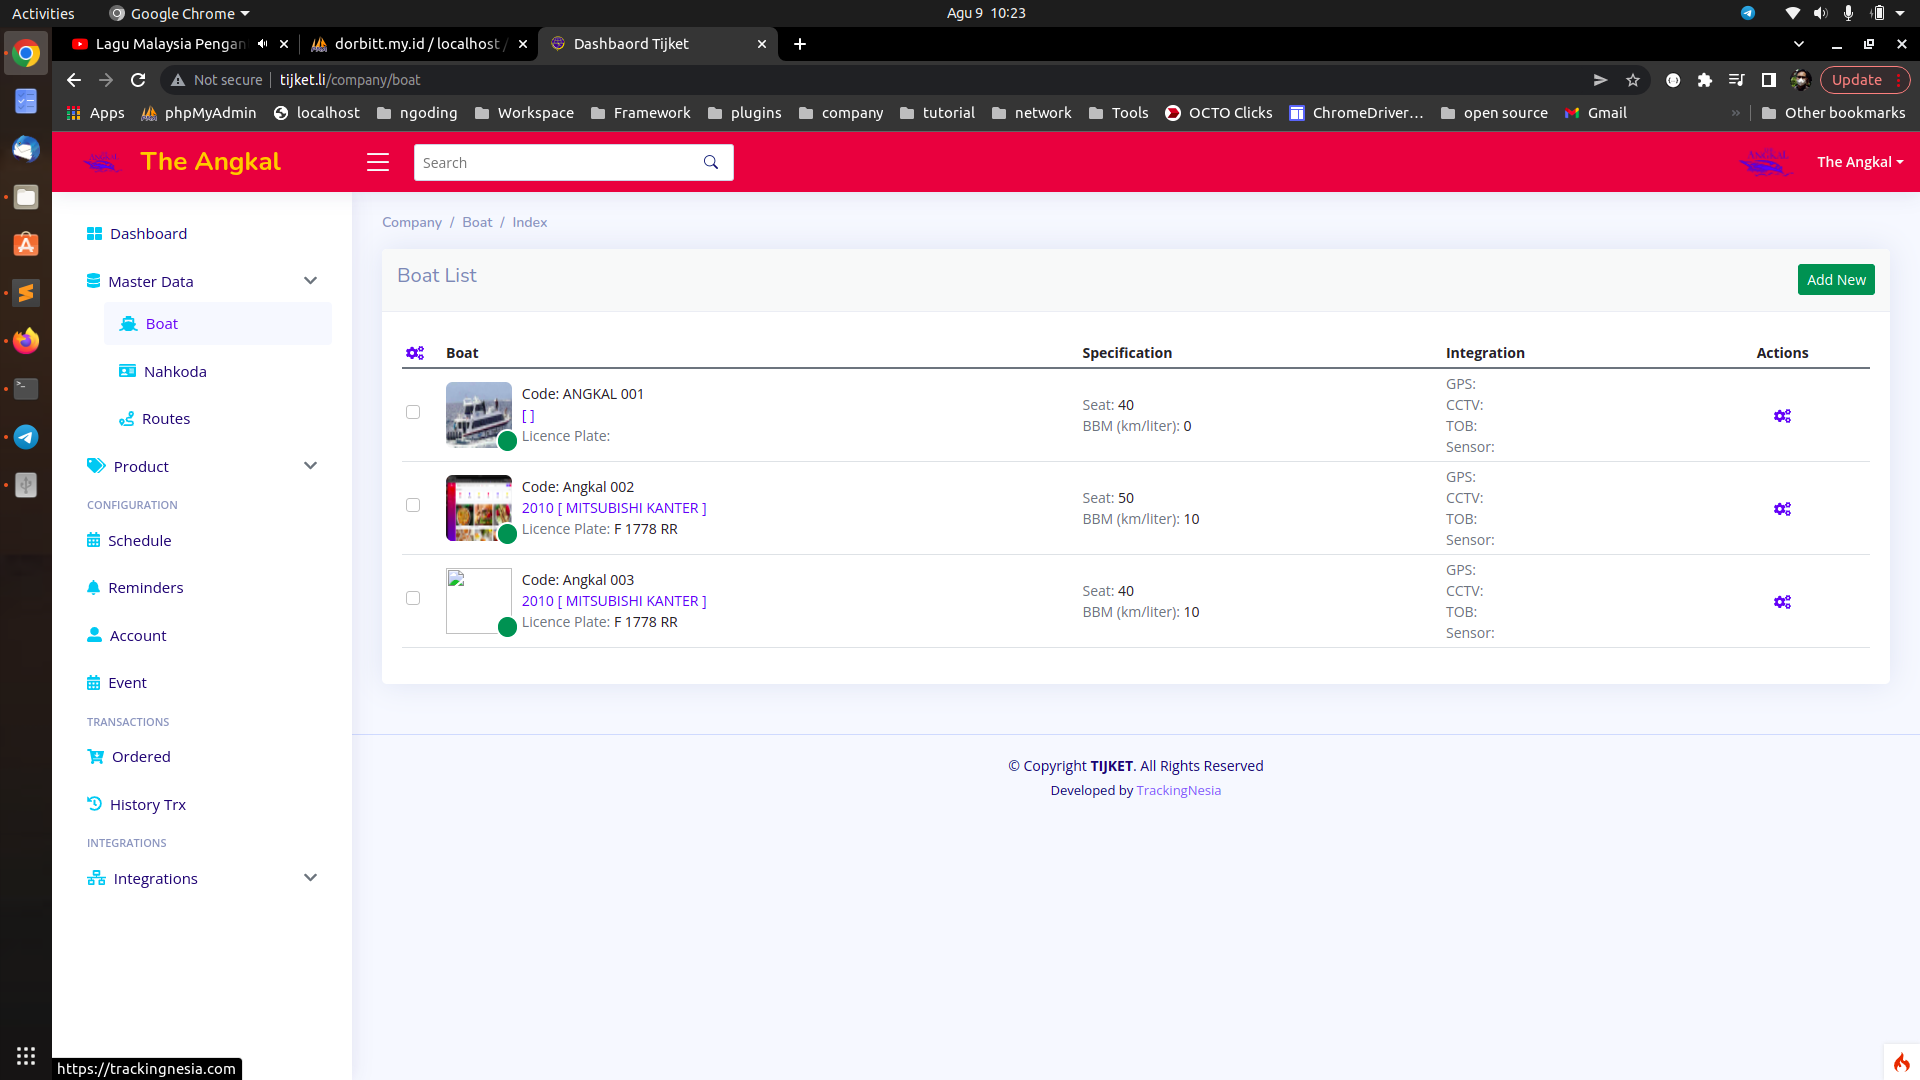 Activities
Google Chrome
Agu 9 10:23
Lagu Malaysia Pengan
dorbitt.my.id / localhost /
Dashbaord Tijket
Not secure
tijket.li/company/boat
Update
Apps
phpMyAdmin
localhost
ngoding
Workspace
Framework
plugins
company
tutorial
network
Tools
OCTO Clicks
ChromeDriver…
open source
Gmail
»
Other bookmarks
The Angkal
Search
ANGKAL
The Angkal
Dashboard
Master Data
Boat
Nahkoda
Routes
Product
CONFIGURATION
Schedule
Reminders
Account
Event
TRANSACTIONS
Ordered
History Trx
INTEGRATIONS
Integrations
Company / Boat / Index
Boat List
Add New
Boat Specification Integration Actions
Code: ANGKAL 001
[ ]
Licence Plate:
Seat: 40
BBM (km/liter): 0
GPS:
CCTV:
TOB:
Sensor:
Code: Angkal 002
2010 [ MITSUBISHI KANTER ]
Licence Plate: F 1778 RR
Seat: 50
BBM (km/liter): 10
GPS:
CCTV:
TOB:
Sensor:
Code: Angkal 003
2010 [ MITSUBISHI KANTER ]
Licence Plate: F 1778 RR
Seat: 40
BBM (km/liter): 10
GPS:
CCTV:
TOB:
Sensor:
© Copyright TIJKET. All Rights Reserved
Developed by TrackingNesia
https://trackingnesia.com